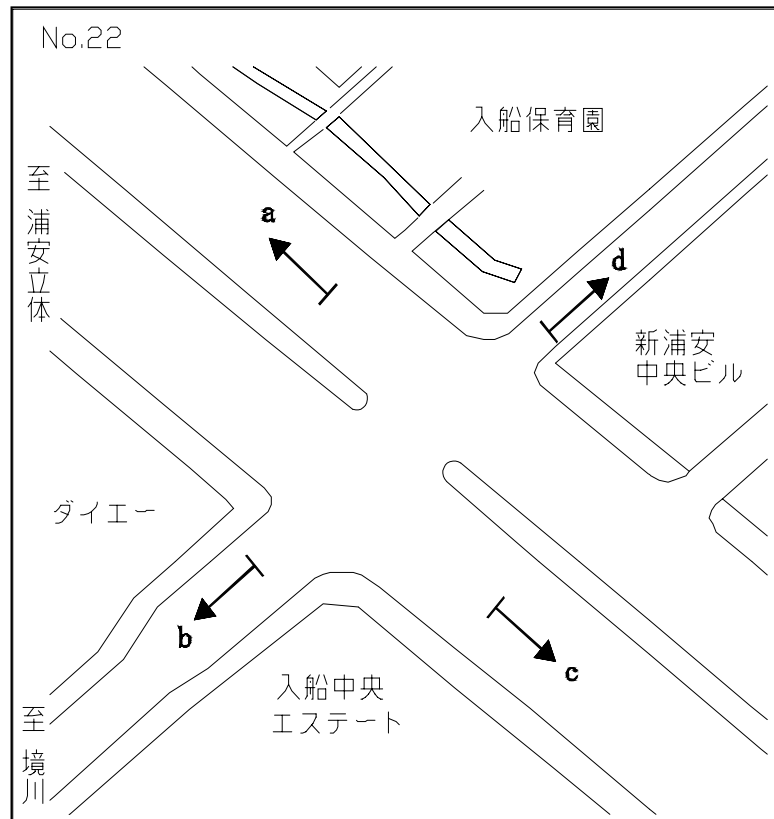 No.22
入船保育園
至 浦安立体
a
d
新浦安
中央ビル
ダイエー
b
c
入船中央
エステート
至 境川